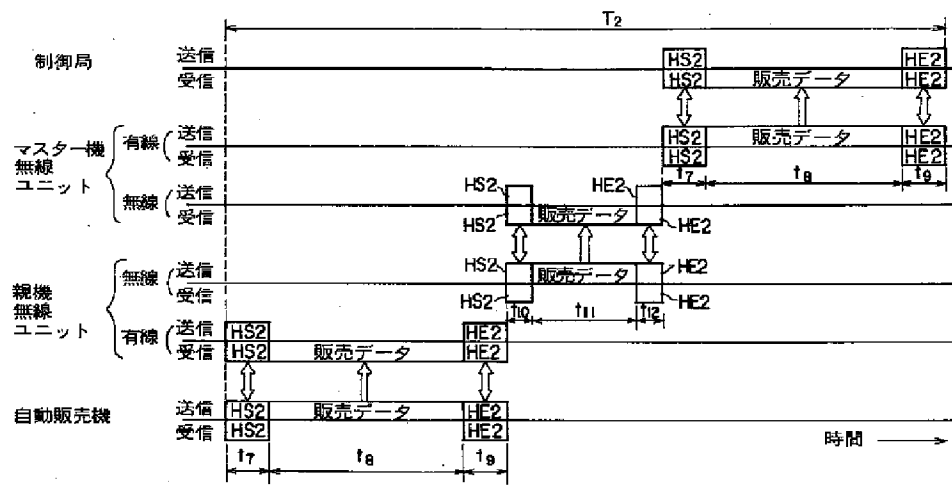 T2
制御局
送信
受信
HS2
HS2
販売データ
HE2
HE2
マスター機
無線
ユニット
有線
送信
受信
HS2
HS2
販売データ
HE2
HE2
t7
t8
t9
無線
送信
受信
HS2
HS2
販売データ
HE2
HE2
親機
無線
ユニット
無線
送信
受信
HS2
HS2
販売データ
HE2
HE2
t10
t11
t12
有線
送信
受信
HS2
HS2
販売データ
HE2
HE2
自動販売機
送信
受信
HS2
HS2
販売データ
HE2
HE2
t7
t8
t9
時間